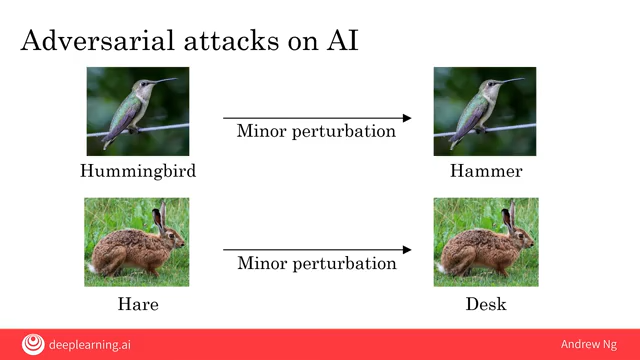 Adversarial attacks on AI
Minor perturbation
Hummingbird
Hammer
Minor perturbation
Hare
Desk
deeplearning.ai
Andrew Ng